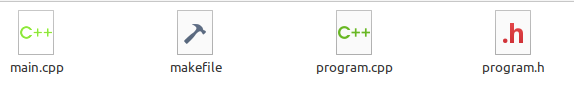 C++
C++
.h
main.cpp
makefile
program.cpp
program.h